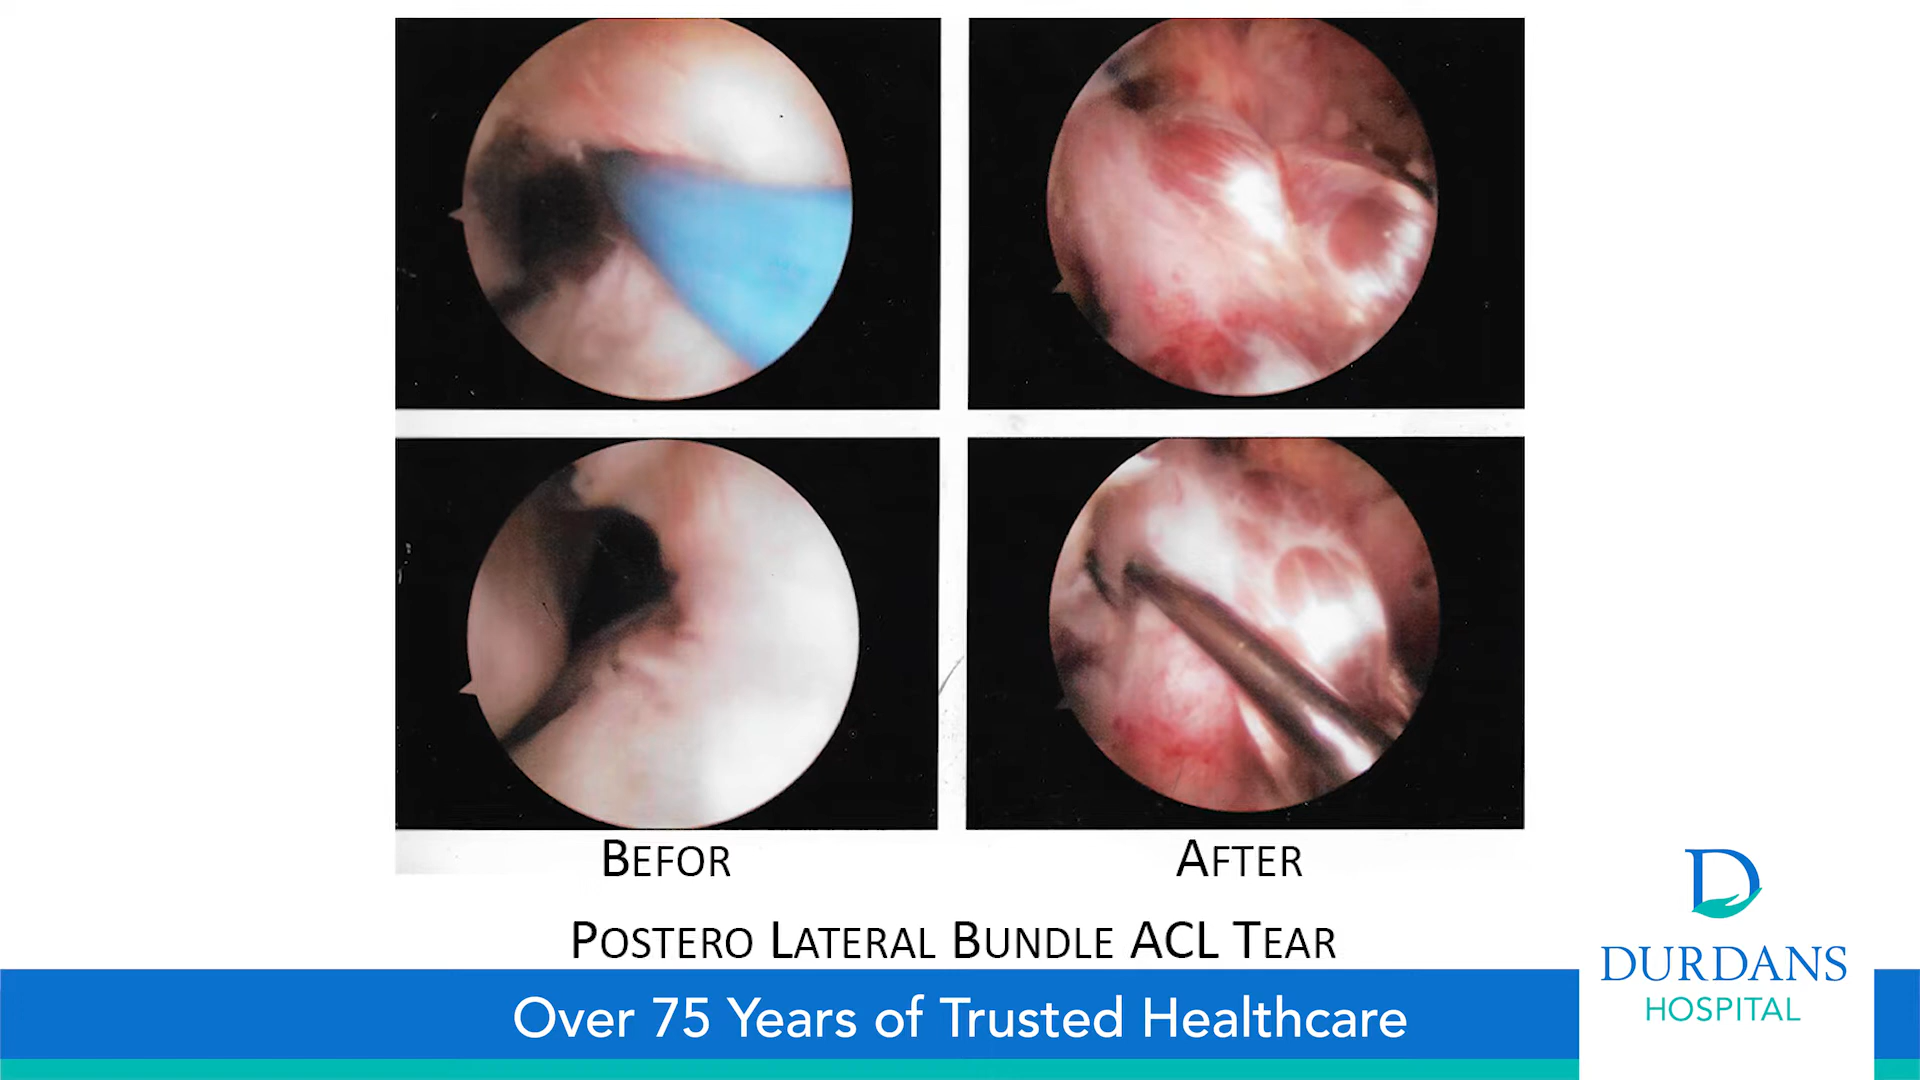 BEFOR
AFTER
POSTERO LATERAL BUNDLE ACL TEAR
Over 75 Years of Trusted Healthcare
D
DURDANS
HOSPITAL